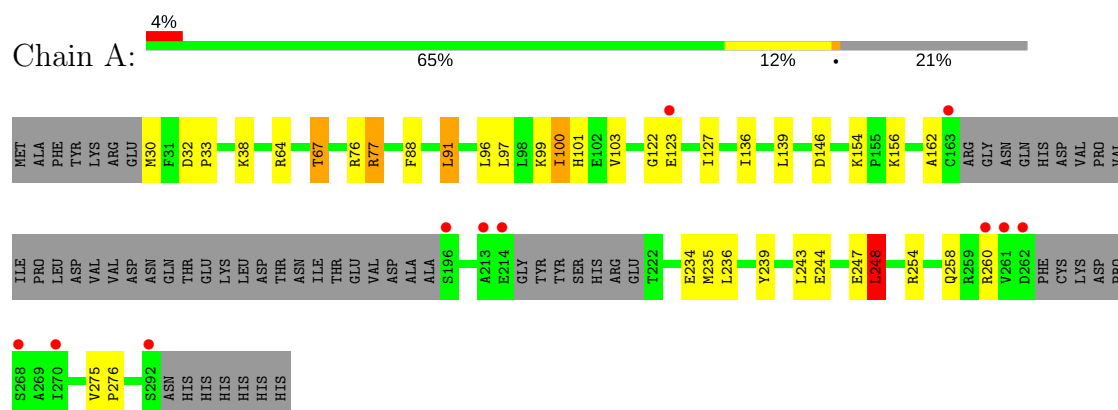 4%
Chain A:
65% 12% • 21%
MET ALA PHE TYR LYS ARG GLU M30 F31 D32 P33 K38 R64 T67 R76 R77 F88 L91 L96 L97 L98 K99 I100 H101 E102 V103 G122 E123 I127 I136 L139 D146 K154 P155 K156 A162 C163 ARG GLY ASN GLN HIS ASP VAL PRO VAL
ILE PRO LEU ASP VAL VAL ASP ASN GLN THR GLU LYS LEU ASP THR ASN ILE THR GLU VAL ASP ALA ALA S196 A213 E214 GLY TYR TYR SER HIS ARG GLU T222 E234 M235 L236 Y239 L243 E244 E247 L248 R254 Q258 R259 R260 V261 D262 PHE CYS LYS ASP PRO
S268 A269 I270 V275 P276 S292 ASN HIS HIS HIS HIS HIS HIS